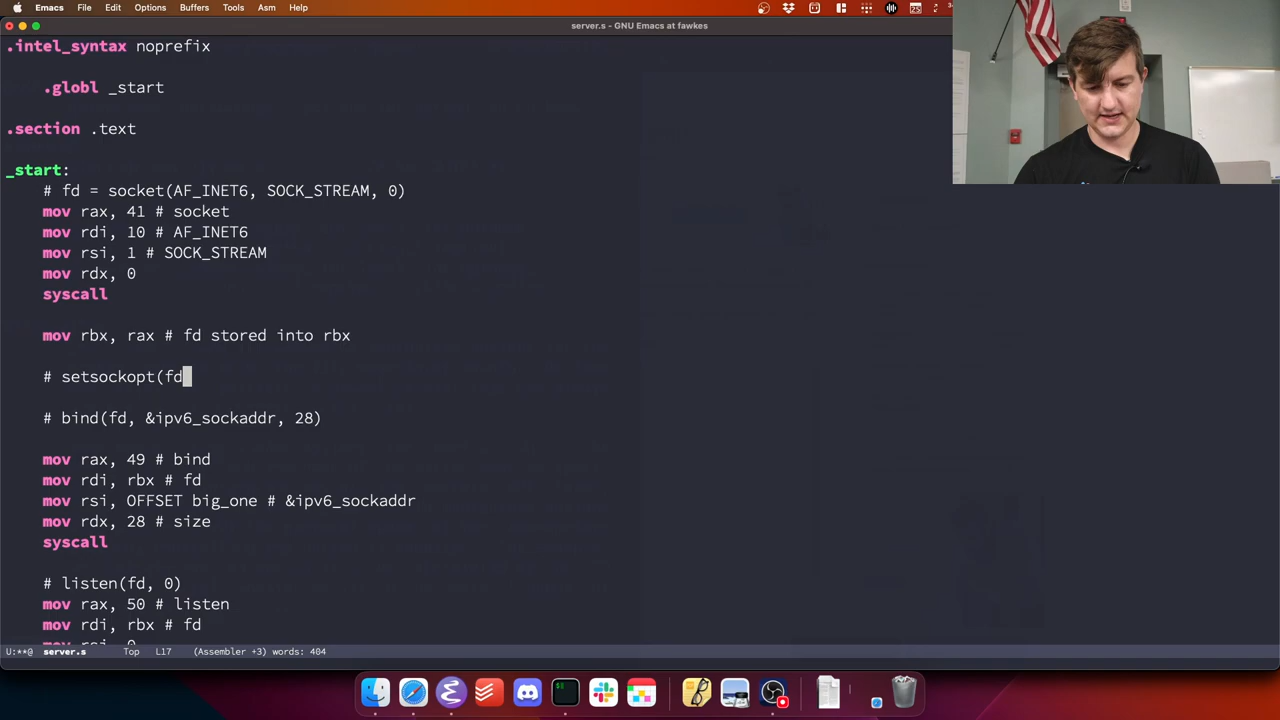 Emacs File Edit Options Buffers Tools Asm Help
server.s - GNU Emacs at fawkes
.intel_syntax noprefix
.globl _start
.section .text
_start:
# fd = socket(AF_INET6, SOCK_STREAM, 0)
mov rax, 41 # socket
mov rdi, 10 # AF_INET6
mov rsi, 1 # SOCK_STREAM
mov rdx, 0
syscall
mov rbx, rax # fd stored into rbx
# setsockopt(fd
# bind(fd, &ipv6_sockaddr, 28)
mov rax, 49 # bind
mov rdi, rbx # fd
mov rsi, OFFSET big_one # &ipv6_sockaddr
mov rdx, 28 # size
syscall
# listen(fd, 0)
mov rax, 50 # listen
mov rdi, rbx # fd
mov rsi, 0
U:**@ server.s Top L17 (Assembler +3) words: 404